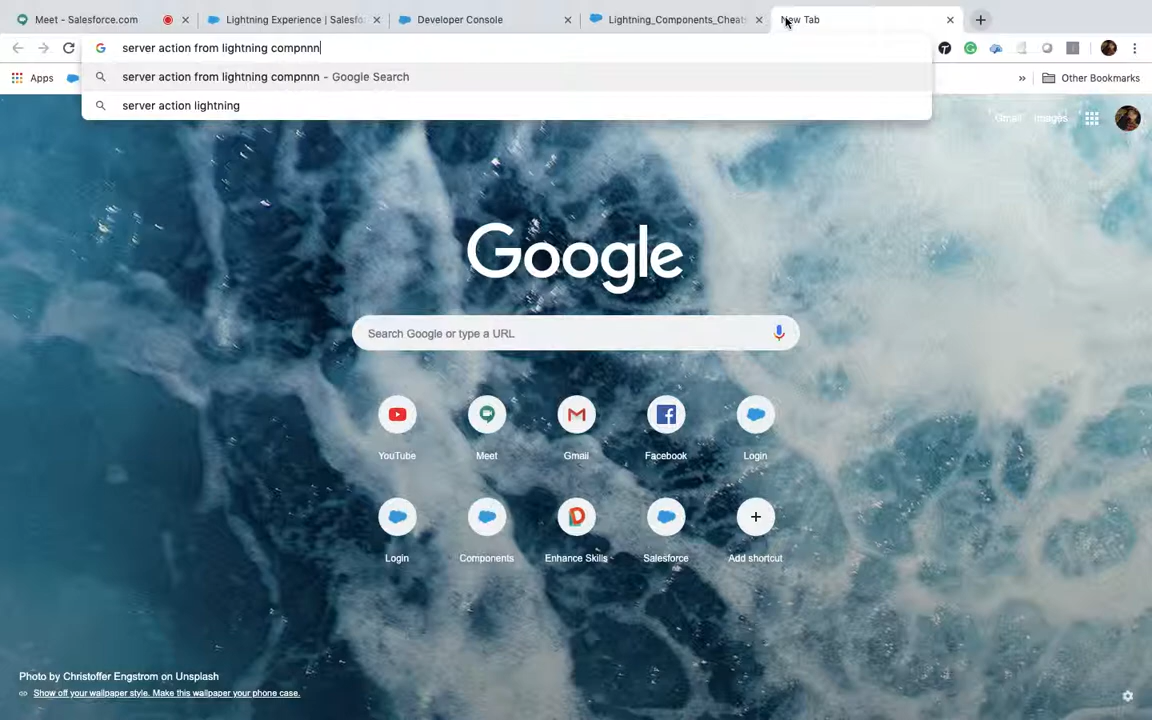 Meet - Salesforce.com
Lightning Experience | Salesfo
Developer Console
Lightning_Components_Cheats
New Tab
server action from lightning compnnn
Apps
server action from lightning compnnn - Google Search
server action lightning
Other Bookmarks
Gmail Images
Google
Search Google or type a URL
YouTube Meet Gmail Facebook Login
Login Components Enhance Skills Salesforce Add shortcut
Photo by Christoffer Engstrom on Unsplash
Show off your wallpaper style. Make this wallpaper your phone case.